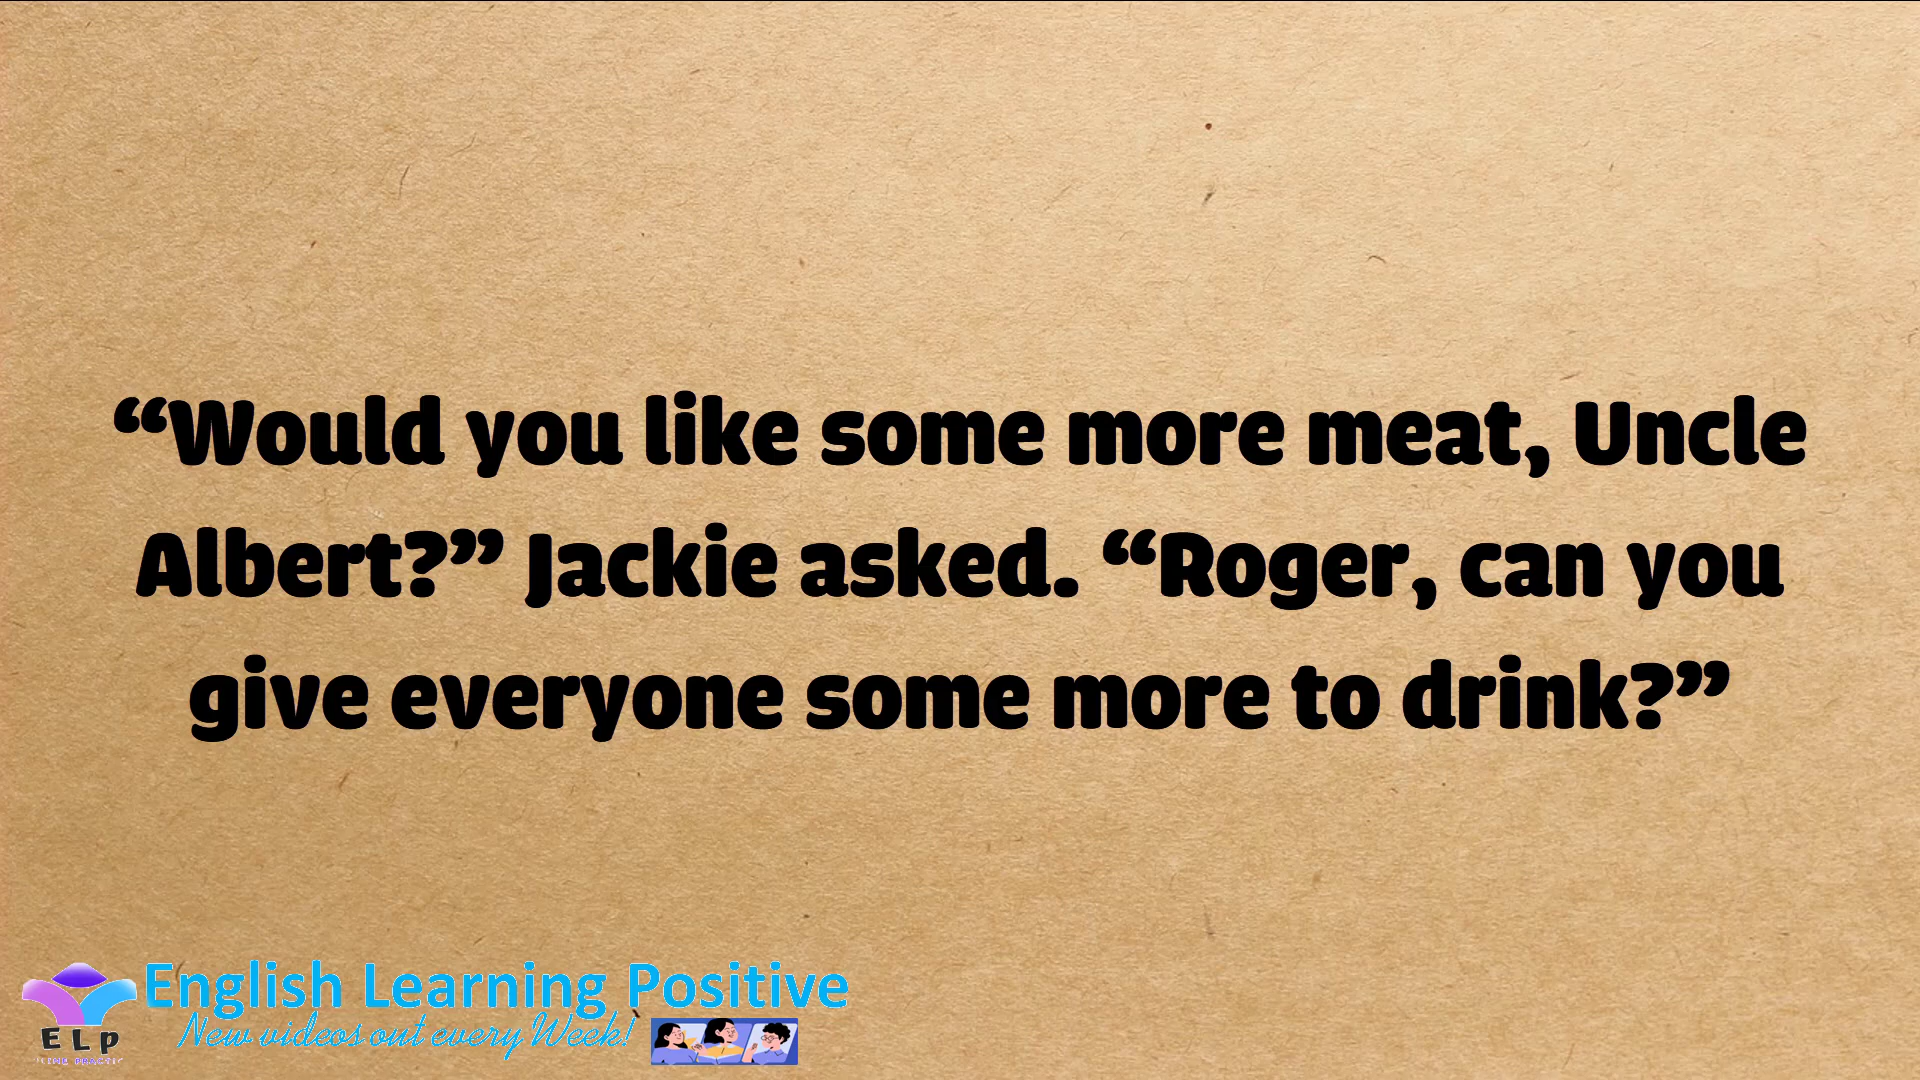 “Would you like some more meat, Uncle
Albert?” Jackie asked. “Roger, can you
give everyone some more to drink?”
English Learning Positive
New videos out every Week!
ELP